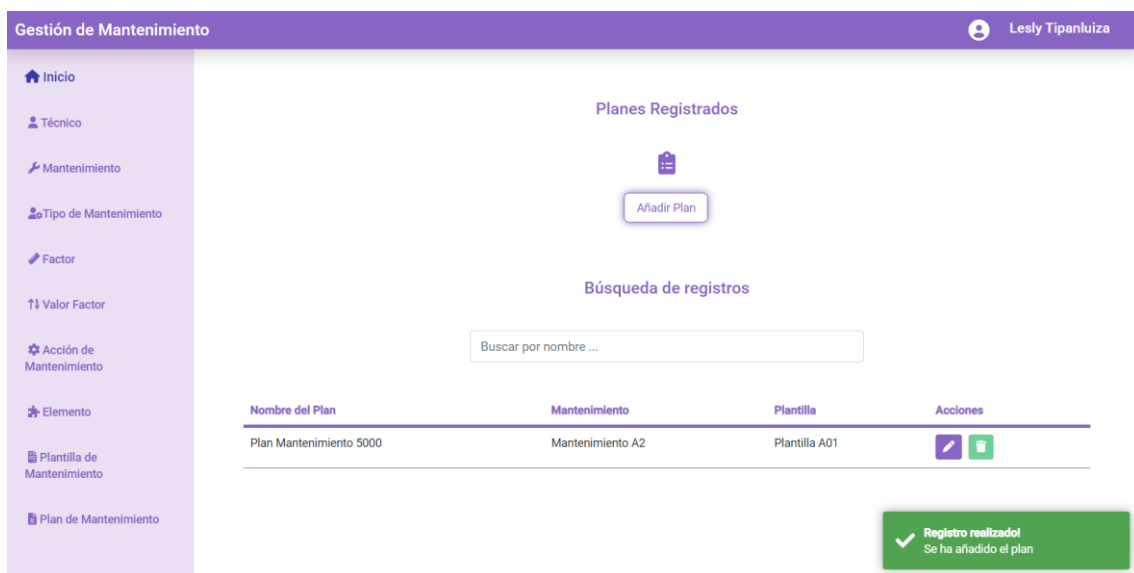 Gestión de Mantenimiento
Lesly Tipanluiza
Inicio
Técnico
Mantenimiento
Tipo de Mantenimiento
Factor
Valor Factor
Acción de
Mantenimiento
Elemento
Plantilla de
Mantenimiento
Plan de Mantenimiento
Planes Registrados
Añadir Plan
Búsqueda de registros
Buscar por nombre ...
Nombre del Plan Mantenimiento Plantilla Acciones
Plan Mantenimiento 5000 Mantenimiento A2 Plantilla A01
Registro realizado!
Se ha añadido el plan